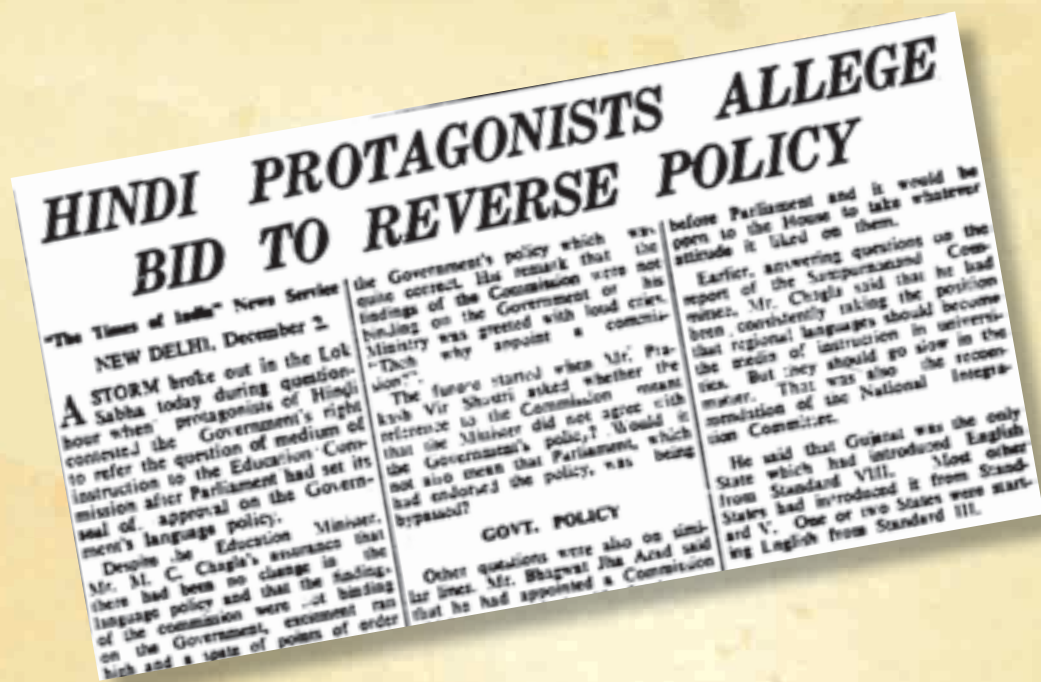 HINDI PROTAGONISTS ALLEGE
BID TO REVERSE POLICY
"The Times of India" News Service
NEW DELHI, December 2.
A STORM broke out in the Lok
Sabha today during question-
hour when protagonists of Hindi
contested the Government's right
to refer the question of medium of
instruction to the Education Com-
mission after Parliament had set its
seal of approval on the Govern-
ment's language policy.
Despite the Education Minister,
Mr. M. C. Chagla's assurance that
there had been no change in the
language policy and that the findings
of the commission were not binding
on the Government, excitement ran
high and a spate of points of order
the Government's policy which was
quite correct. His remark that the
findings of the Commission were not
binding on the Government or his
Ministry was greeted with loud cries,
"Then why appoint a commis-
sion?"
The furore started when Mr. Pra-
kash Vir Shastri asked whether the
reference to the Commission meant
that the Minister did not agree with
the Government's policy? Would it
not also mean that Parliament, which
had endorsed the policy, was being
bypassed?
GOVT. POLICY
Other questions were also on simi-
lar lines. Mr. Bhagwat Jha Azad said
that he had appointed a Commission
before Parliament and it would be
open to the House to take whatever
attitude it liked on them.
Earlier, answering questions on the
report of the Sampurnanand Com-
mittee, Mr. Chagla said that he had
been consistently taking the position
that regional languages should become
the media of instruction in universi-
ties. But they should go slow in the
matter. That was also the recom-
mendation of the National Integra-
tion Committee.
He said that Gujarat was the only
State which had introduced English
from Standard VIII. Most other
States had introduced it from Stand-
ard V. One or two States were start-
ing English from Standard III.